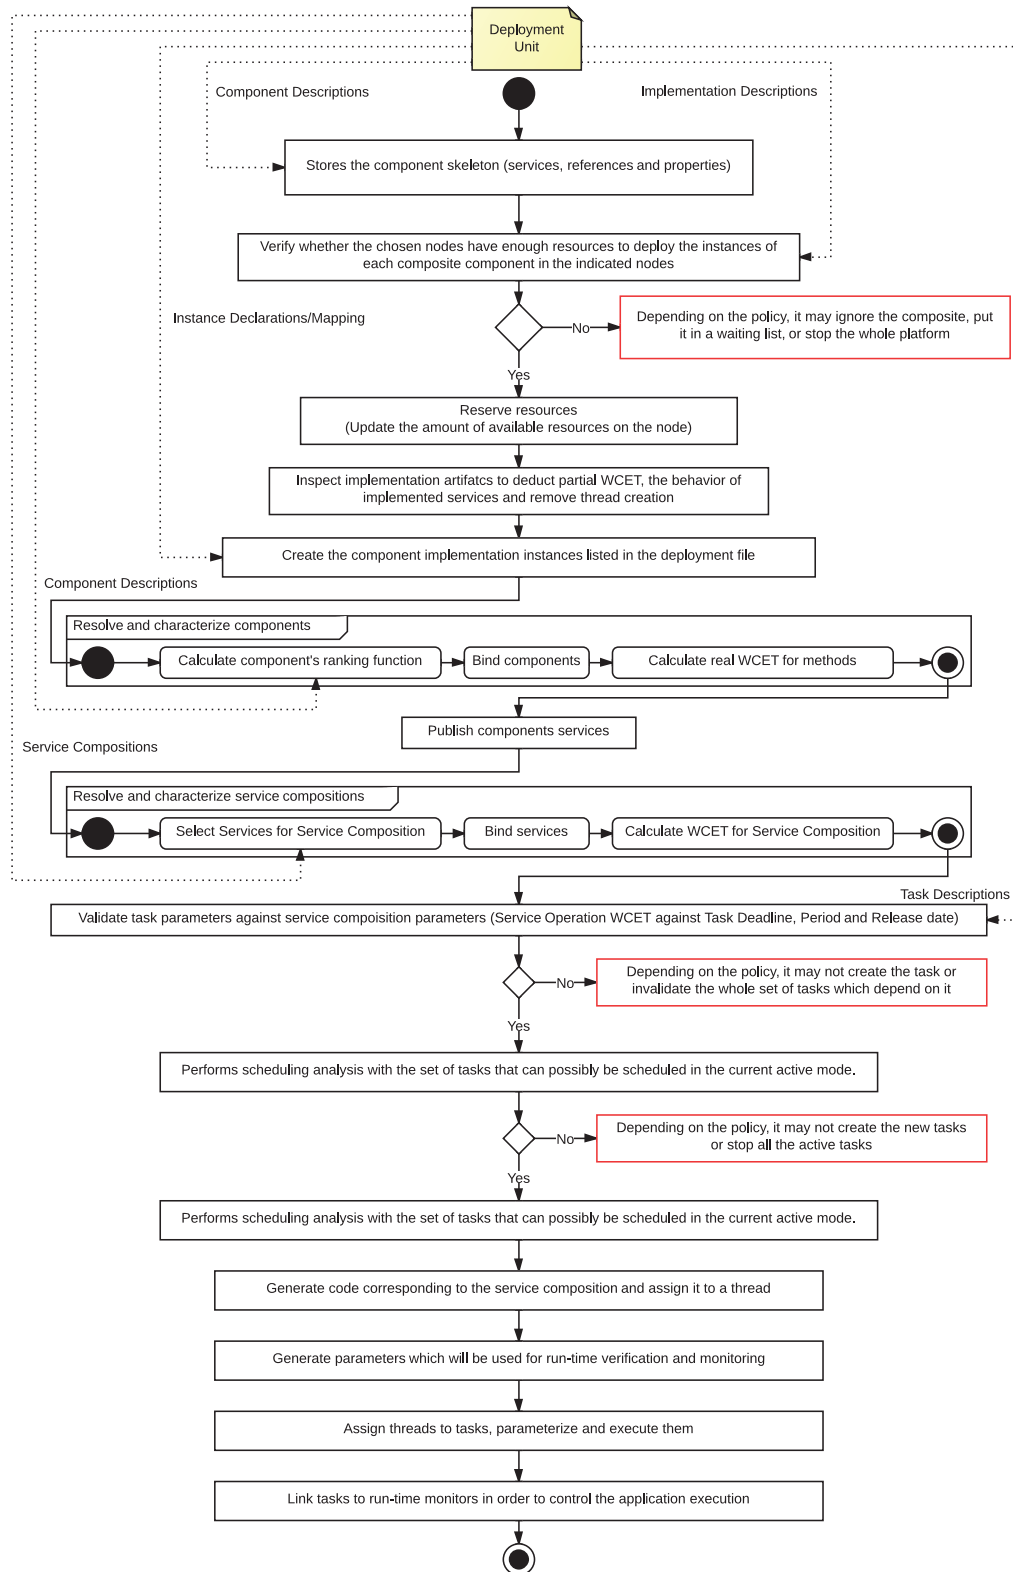 Deployment
Unit
Component Descriptions
Implementation Descriptions
Stores the component skeleton (services, references and properties)
Verify whether the chosen nodes have enough resources to deploy the instances of
each composite component in the indicated nodes
Instance Declarations/Mapping
No
Depending on the policy, it may ignore the composite, put
it in a waiting list, or stop the whole platform
Yes
Reserve resources
(Update the amount of available resources on the node)
Inspect implementation artifatcs to deduct partial WCET, the behavior of
implemented services and remove thread creation
Create the component implementation instances listed in the deployment file
Component Descriptions
Resolve and characterize components
Calculate component's ranking function
Bind components
Calculate real WCET for methods
Publish components services
Service Compositions
Resolve and characterize service compositions
Select Services for Service Composition
Bind services
Calculate WCET for Service Composition
Task Descriptions
Validate task parameters against service compoisition parameters (Service Operation WCET against Task Deadline, Period and Release date)
No
Depending on the policy, it may not create the task or
invalidate the whole set of tasks which depend on it
Yes
Performs scheduling analysis with the set of tasks that can possibly be scheduled in the current active mode.
No
Depending on the policy, it may not create the new tasks
or stop all the active tasks
Yes
Performs scheduling analysis with the set of tasks that can possibly be scheduled in the current active mode.
Generate code corresponding to the service composition and assign it to a thread
Generate parameters which will be used for run-time verification and monitoring
Assign threads to tasks, parameterize and execute them
Link tasks to run-time monitors in order to control the application execution